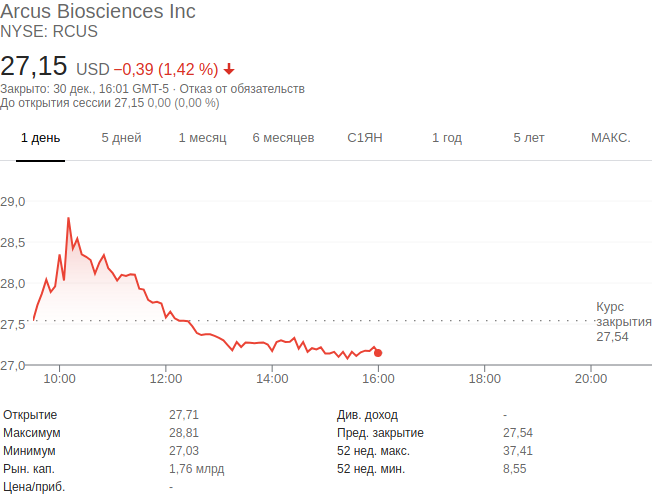 Arcus Biosciences Inc
NYSE: RCUS
27,15 USD −0,39 (1,42 %)
Закрыто: 30 дек., 16:01 GMT-5 · Отказ от обязательств
До открытия сессии 27,15 0,00 (0,00 %)
1 день 5 дней 1 месяц 6 месяцев С1ЯН 1 год 5 лет МАКС.
29,0
28,5
28,0
27,5
27,0
Курс
закрытия
27,54
10:00 12:00 14:00 16:00 18:00 20:00
Открытие 27,71 Див. доход -
Максимум 28,81 Пред. закрытие 27,54
Минимум 27,03 52 нед. макс. 37,41
Рын. кап. 1,76 млрд 52 нед. мин. 8,55
Цена/приб. -